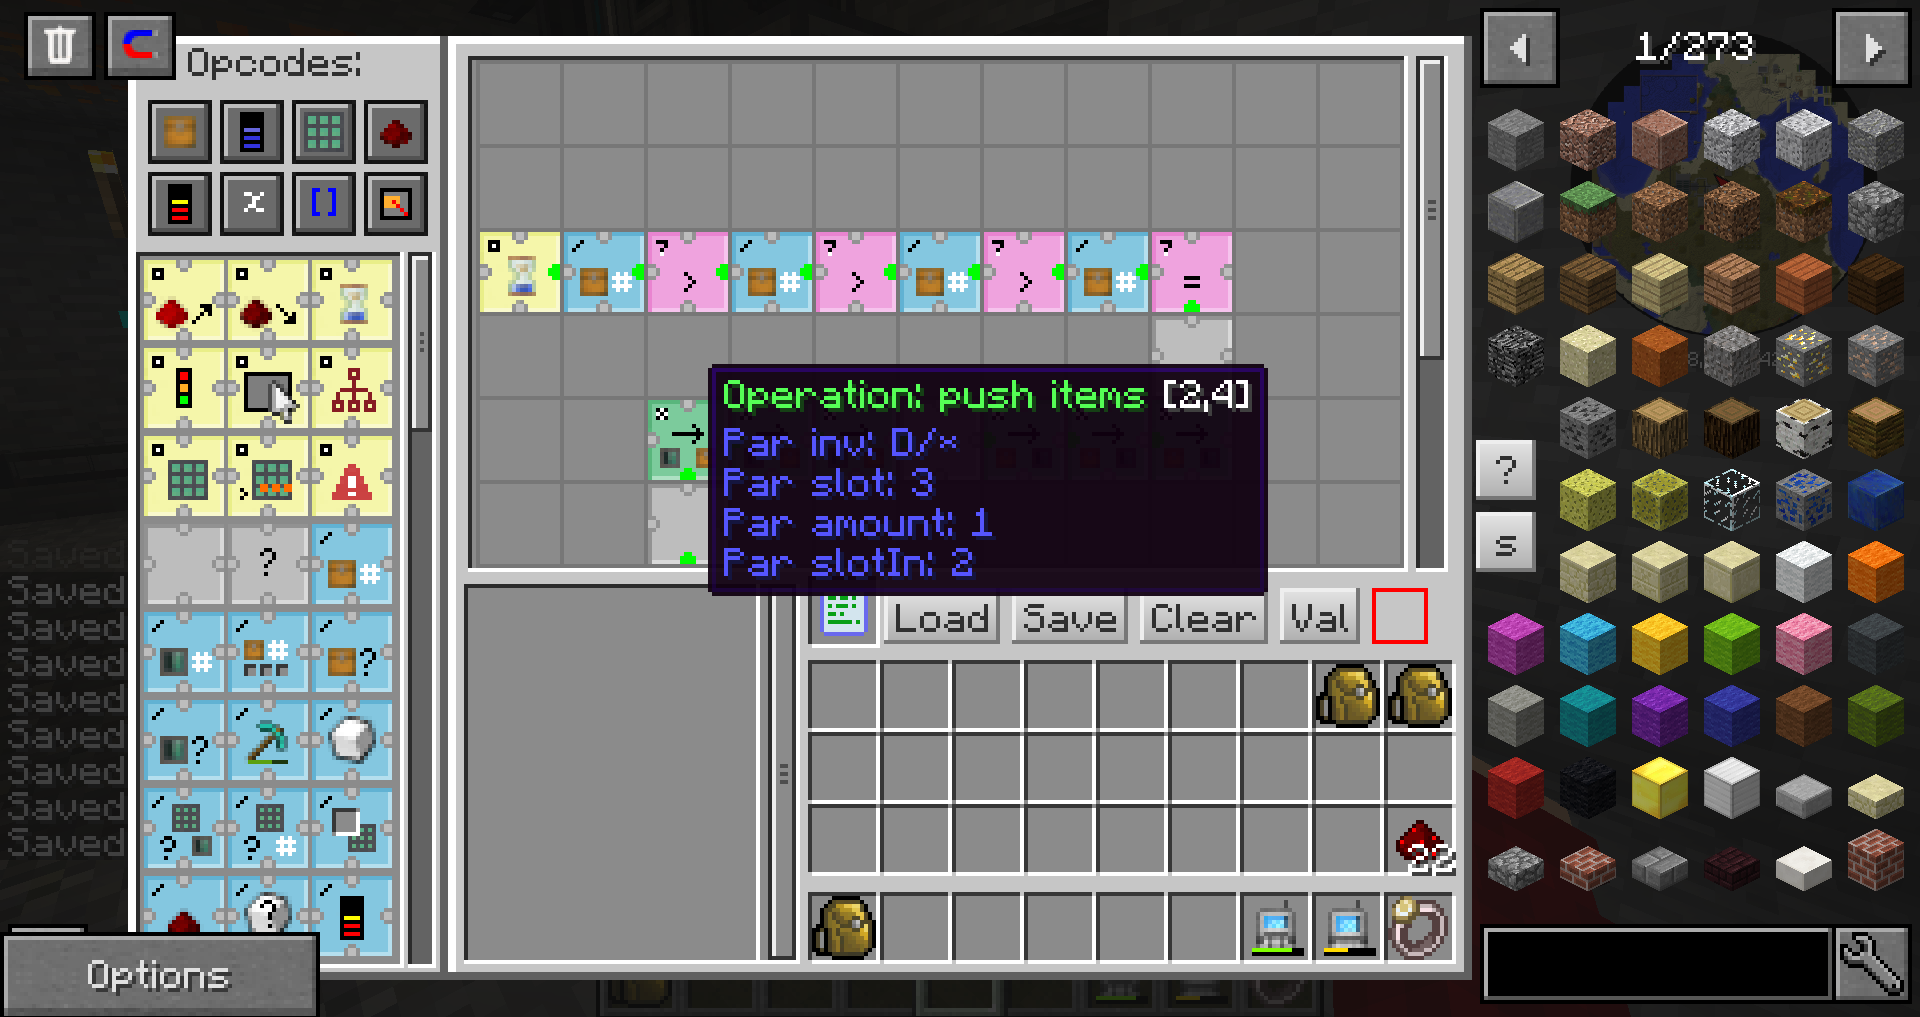 Opcodes:
1/273
x
[]
#
#
#
#
>
>
>
=
Operation: push items [2,4]
Par inv: D/×
Par slot: 3
Par amount: 1
Par slotIn: 2
?
s
?
#
#
#
?
?
?
#
?
Load
Save
Clear
Val
Saved
Saved
Saved
Saved
Saved
Saved
Saved
Saved
Saved
22
Options